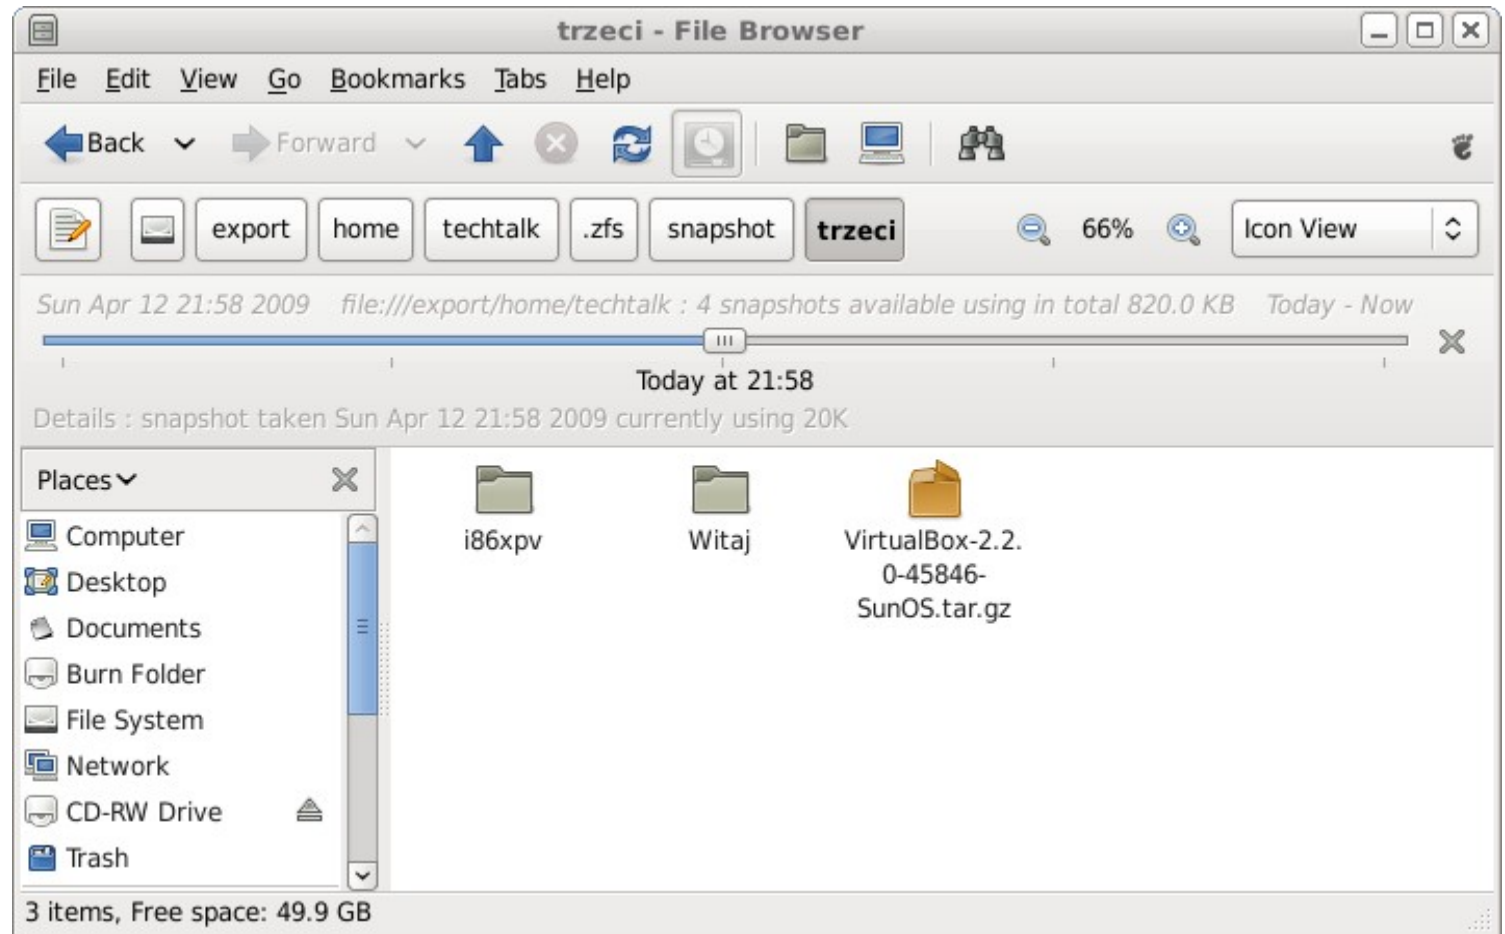 trzeci - File Browser
File Edit View Go Bookmarks Tabs Help
Back Forward
export home techtalk .zfs snapshot trzeci 66% Icon View
Sun Apr 12 21:58 2009 file:///export/home/techtalk : 4 snapshots available using in total 820.0 KB Today - Now
Today at 21:58
Details : snapshot taken Sun Apr 12 21:58 2009 currently using 20K
Places
Computer
Desktop
Documents
Burn Folder
File System
Network
CD-RW Drive
Trash
i86xpv
Witaj
VirtualBox-2.2.
0-45846-
SunOS.tar.gz
3 items, Free space: 49.9 GB